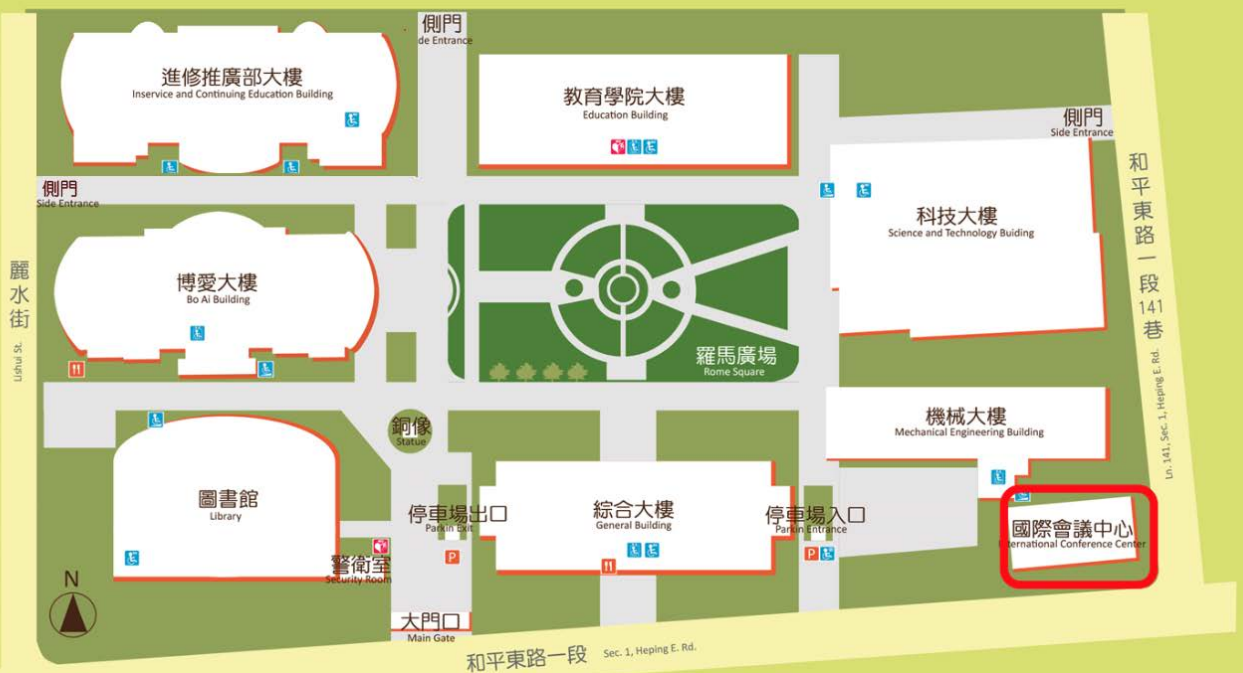 側門
de Entrance
進修推廣部大樓
Inservice and Continuing Education Building
教育學院大樓
Education Building
側門
Side Entrance
側門
Side Entrance
科技大樓
Science and Technology Buiding
博愛大樓
Bo Ai Building
麗水街
Lishui St.
和平東路一段141巷
Ln. 141, Sec. 1, Heping E. Rd.
羅馬廣場
Rome Square
銅像
Statue
機械大樓
Mechanical Engineering Building
圖書館
Library
停車場出口
Parkin Exit
P
綜合大樓
General Building
停車場入口
Parkin Entrance
P
國際會議中心
International Conference Center
警衛室
Security Room
N
大門口
Main Gate
和平東路一段 Sec. 1, Heping E. Rd.